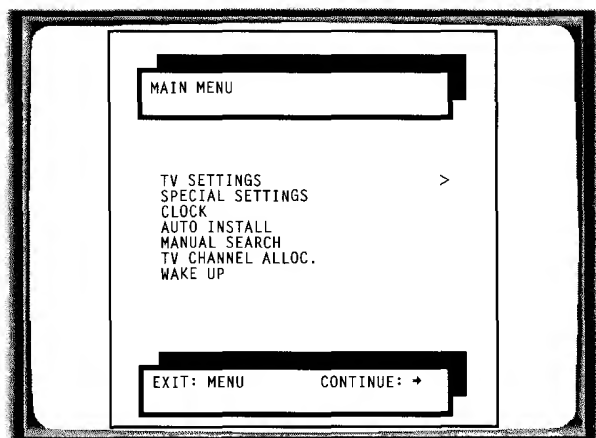 MAIN MENU
TV SETTINGS >
SPECIAL SETTINGS
CLOCK
AUTO INSTALL
MANUAL SEARCH
TV CHANNEL ALLOC.
WAKE UP
EXIT: MENU CONTINUE: →